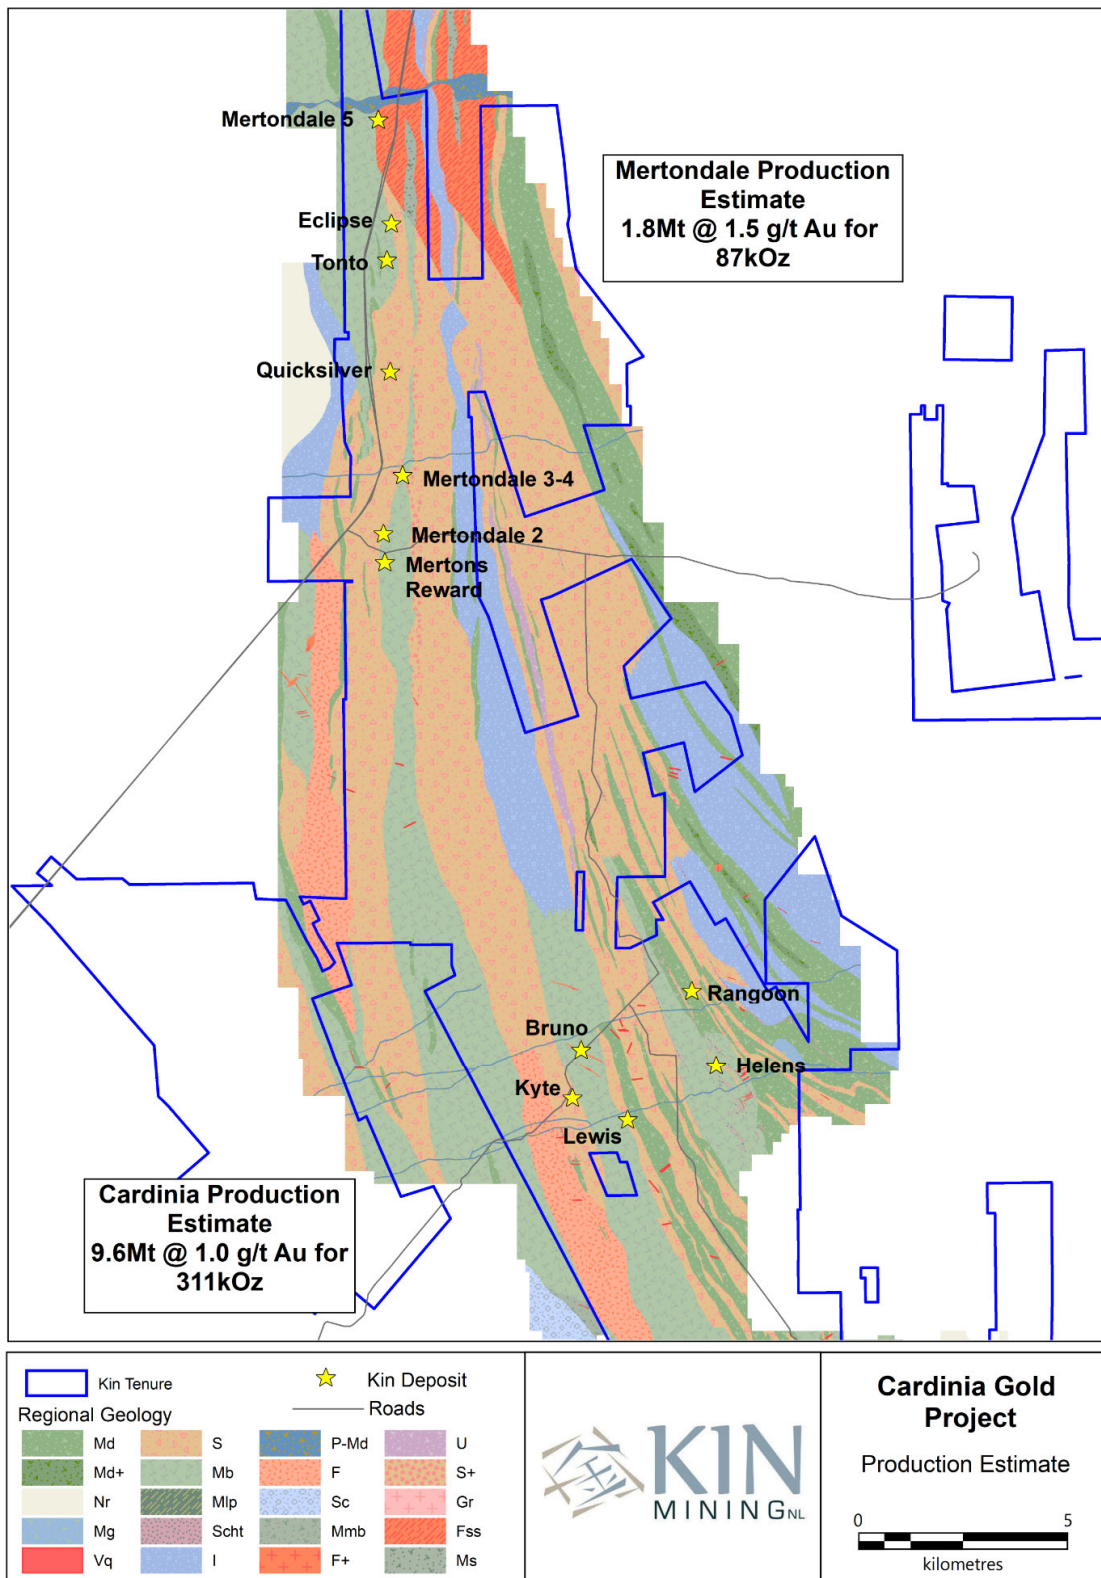 Mertondale 5
Mertondale Production
Estimate
1.8Mt @ 1.5 g/t Au for
87kOz
Eclipse
Tonto
Quicksilver
Mertondale 3-4
Mertondale 2
Mertons
Reward
Rangoon
Bruno
Helens
Kyte
Lewis
Cardinia Production
Estimate
9.6Mt @ 1.0 g/t Au for
311kOz
Kin Tenure
Kin Deposit
Roads
Regional Geology
Md
S
P-Md
U
Md+
Mb
F
S+
Nr
Mlp
Sc
Gr
Mg
Scht
Mmb
Fss
Vq
I
F+
Ms
KIN
MINING NL
Cardinia Gold
Project
Production Estimate
0 5
kilometres